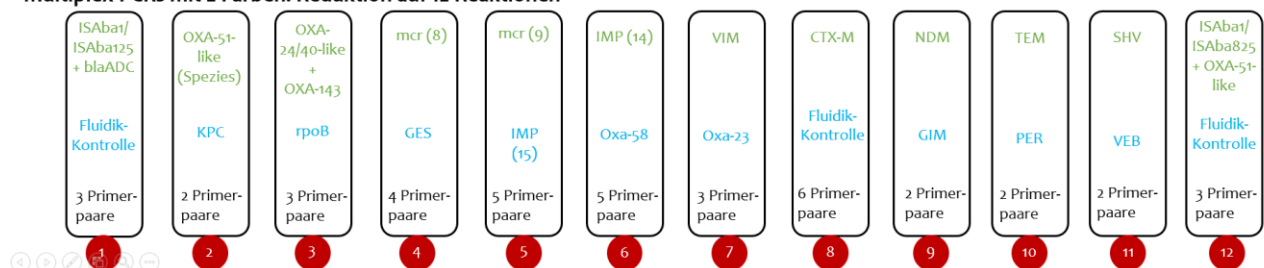 Multiplex-PCRs mit 2 Farben: Reduktion auf 12 Reaktionen
ISAba1/
ISAba125
+ blaADC
Fluidik-
Kontrolle
3 Primer-
paare
1
OXA-51-
like
(Spezies)
KPC
2 Primer-
paare
2
OXA-
24/40-like
+
OXA-143
rpoB
3 Primer-
paare
3
mcr (8)
GES
4 Primer-
paare
4
mcr (9)
IMP
(15)
5 Primer-
paare
5
IMP (14)
Oxa-58
5 Primer-
paare
6
VIM
Oxa-23
3 Primer-
paare
7
CTX-M
Fluidik-
Kontrolle
6 Primer-
paare
8
NDM
GIM
2 Primer-
paare
9
TEM
PER
2 Primer-
paare
10
SHV
VEB
2 Primer-
paare
11
ISAba1/
ISAba825
+ OXA-51-
like
Fluidik-
Kontrolle
3 Primer-
paare
12